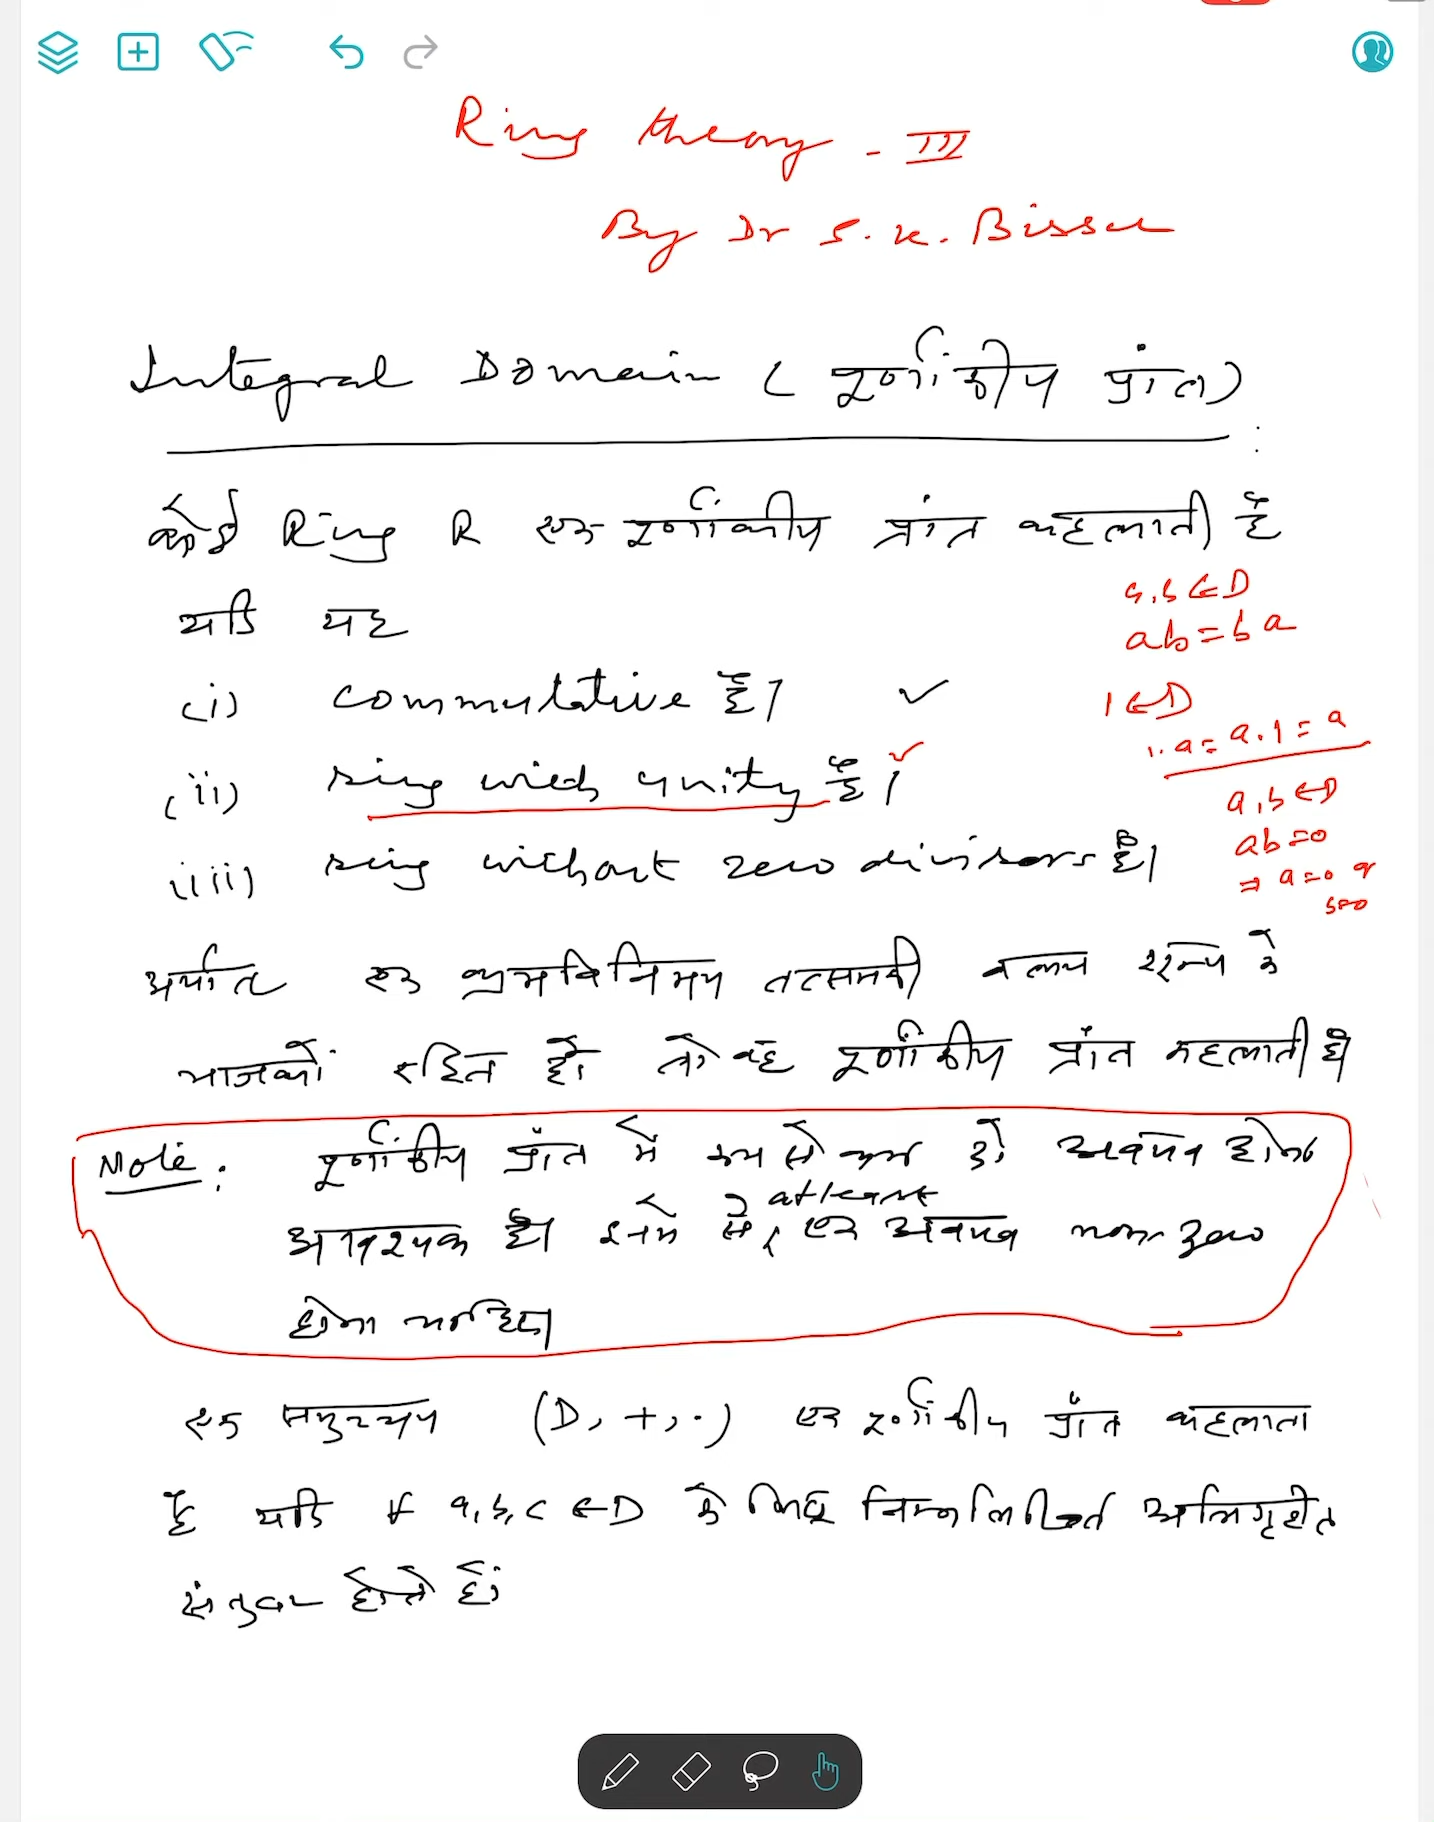 Ring theory - III
By Dr S. K. Bissu
Integral Domain ( पूर्णांकीय प्रांत )
कोई Ring R एक पूर्णांकीय प्रांत कहलाती है
यदि यह
a, b ∈ D
ab = ba
(i) commutative है। ✓
1 ∈ D
1. a = a . 1 = a
(ii) ring with unity है। ✓
a, b ∈ D
ab = 0
⇒ a = 0 or
b = 0
(iii) ring without zero divisors है।
अर्थात एक क्रमविनिमय तत्समकी वलय शून्य के
भाजकों रहित हो तो वह पूर्णांकीय प्रांत कहलाती है
Note : पूर्णांकीय प्रांत में कम से कम दो अवयव होना
atleast
आवश्यक है। इनमें से एक अवयव non-zero
होना चाहिए।
एक समुच्चय (D, +, ·) एक पूर्णांकीय प्रांत कहलाता
है यदि ∀ a, b, c ∈ D के लिए निम्नलिखित अभिगृहीत
संतुष्ट होते हैं